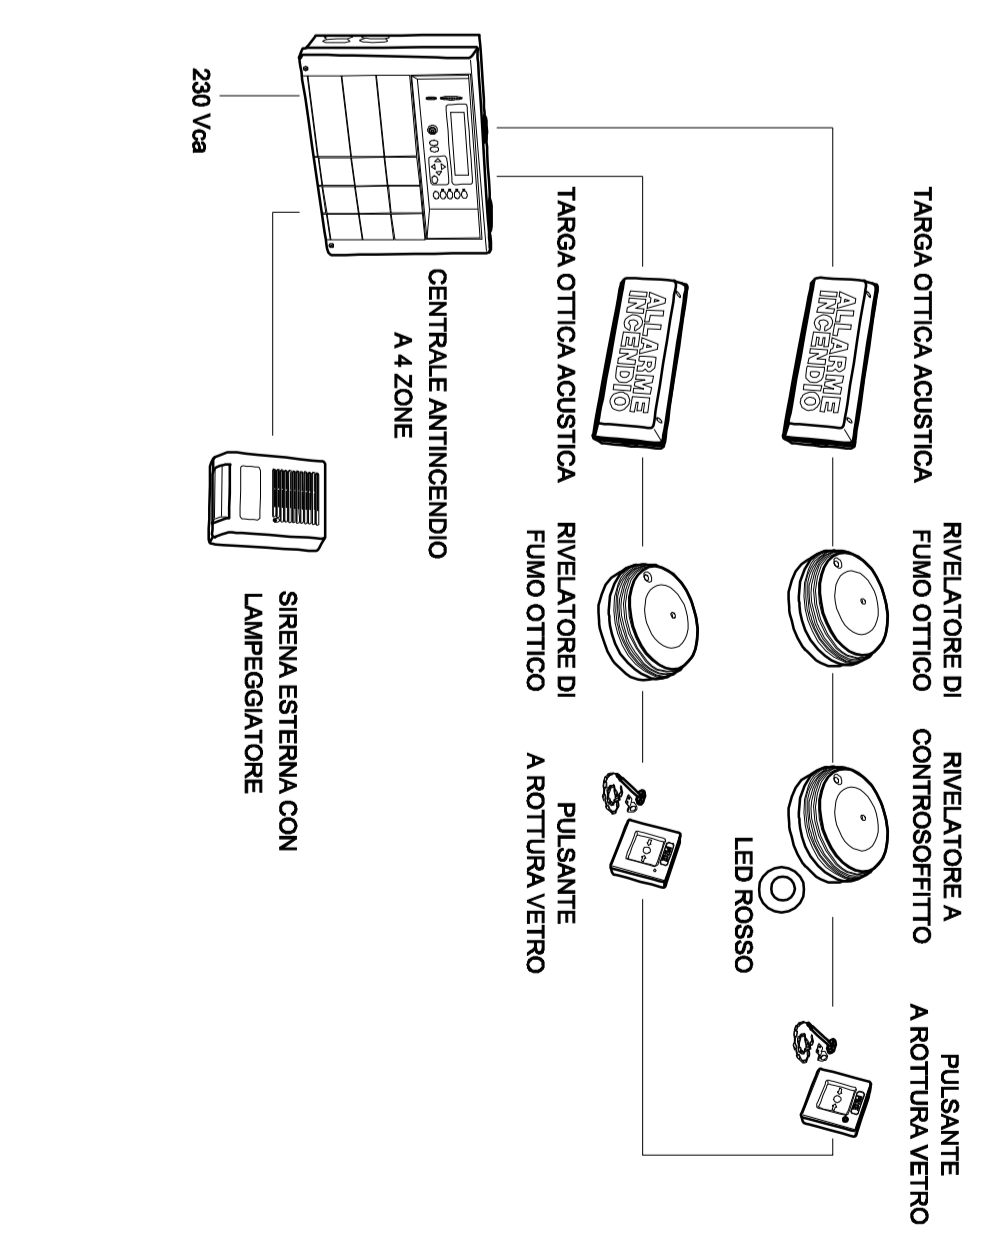 RIVELATORE DI
FUMO OTTICO
RIVELATORE A
CONTROSOFFITTO
PULSANTE
A ROTTURA VETRO
TARGA OTTICA ACUSTICA
ALLARME
INCENDIO
LED ROSSO
TARGA OTTICA ACUSTICA
ALLARME
INCENDIO
RIVELATORE DI
FUMO OTTICO
PULSANTE
A ROTTURA VETRO
CENTRALE ANTINCENDIO
A 4 ZONE
230 Vca
SIRENA ESTERNA CON
LAMPEGGIATORE